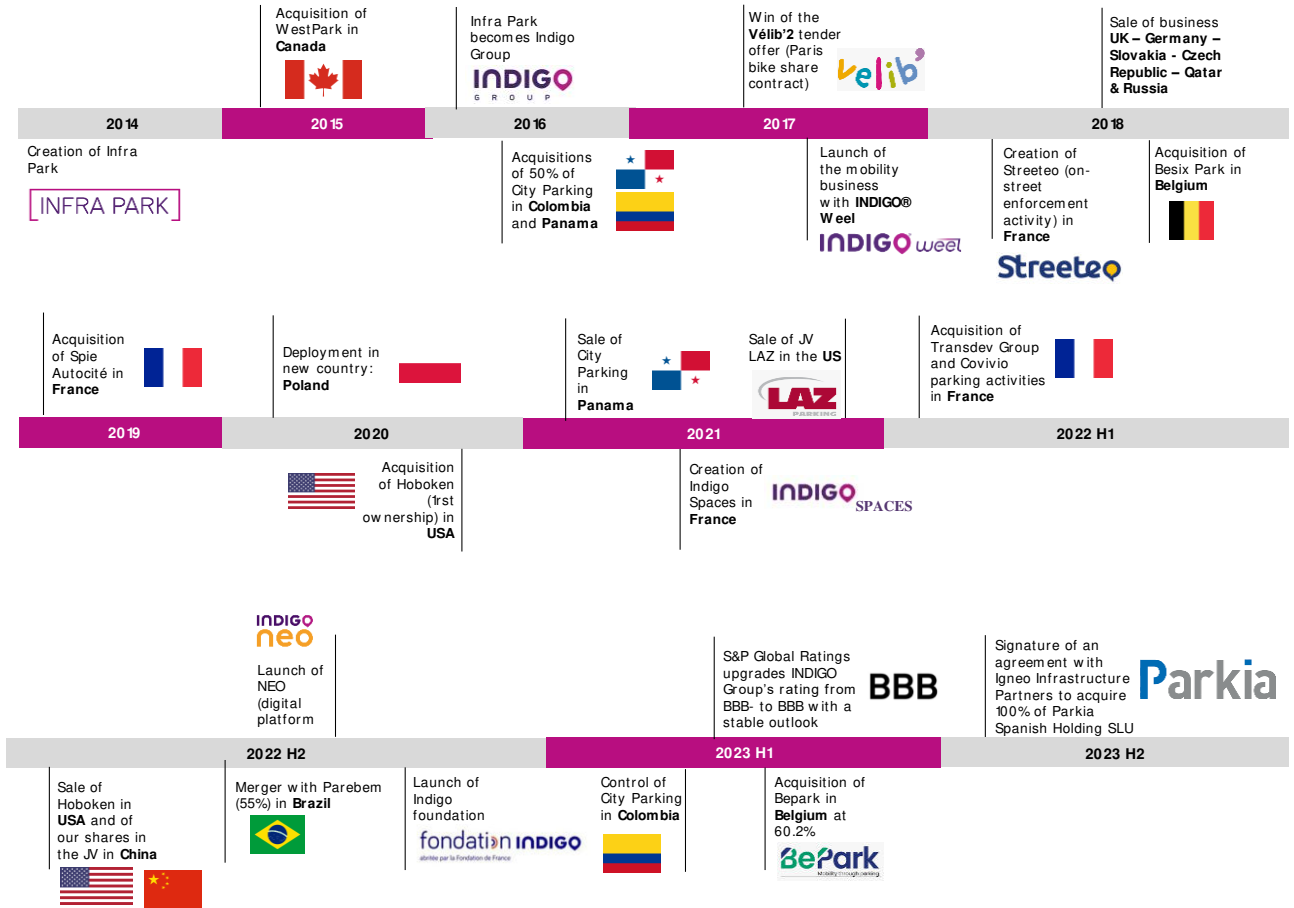 Acquisition of
WestPark in
Canada
Infra Park
becomes Indigo
Group
INDIGO
GROUP
Win of the
Vélib'2 tender
offer (Paris
bike share
contract)
velib'
Sale of business
UK – Germany –
Slovakia - Czech
Republic – Qatar
& Russia
2014
2015
2016
2017
2018
Creation of Infra
Park
INFRA PARK
Acquisitions
of 50% of
City Parking
in Colombia
and Panama
Launch of
the mobility
business
with INDIGO®
Weel
INDIGO weel
Creation of
Streeteo (on-
street
enforcement
activity) in
France
Streeteo
Acquisition of
Besix Park in
Belgium
Acquisition
of Spie
Autocité in
France
Deployment in
new country:
Poland
Sale of
City
Parking
in
Panama
Sale of JV
LAZ in the US
LAZ
PARKING
Acquisition of
Transdev Group
and Covivio
parking activities
in France
2019
2020
2021
2022 H1
Acquisition
of Hoboken
(1rst
ownership) in
USA
Creation of
Indigo
Spaces in
France
INDIGO
SPACES
INDIGO
neo
Launch of
NEO
(digital
platform
S&P Global Ratings
upgrades INDIGO
Group's rating from
BBB- to BBB with a
stable outlook
BBB
Signature of an
agreement with
Igneo Infrastructure
Partners to acquire
100% of Parkia
Spanish Holding SLU
Parkia
2022 H2
2023 H1
2023 H2
Sale of
Hoboken in
USA and of
our shares in
the JV in China
Merger with Parebem
(55%) in Brazil
Launch of
Indigo
foundation
fondation INDIGO
abritée par la Fondation de France
Control of
City Parking
in Colombia
Acquisition of
Bepark in
Belgium at
60.2%
BePark
Mobility through parking